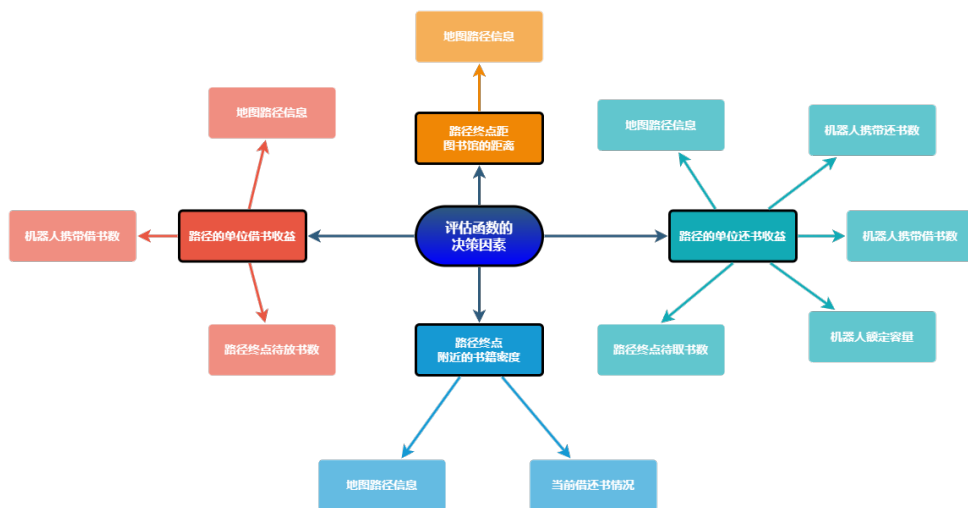 地图路径信息
地图路径信息
地图路径信息
机器人携带还书数
路径终点距
图书馆的距离
机器人携带借书数
路径的单位借书收益
评估函数的
决策因素
路径的单位还书收益
机器人携带借书数
路径终点待放书数
路径终点
附近的书籍密度
路径终点待取书数
机器人额定容量
地图路径信息
当前借还书情况